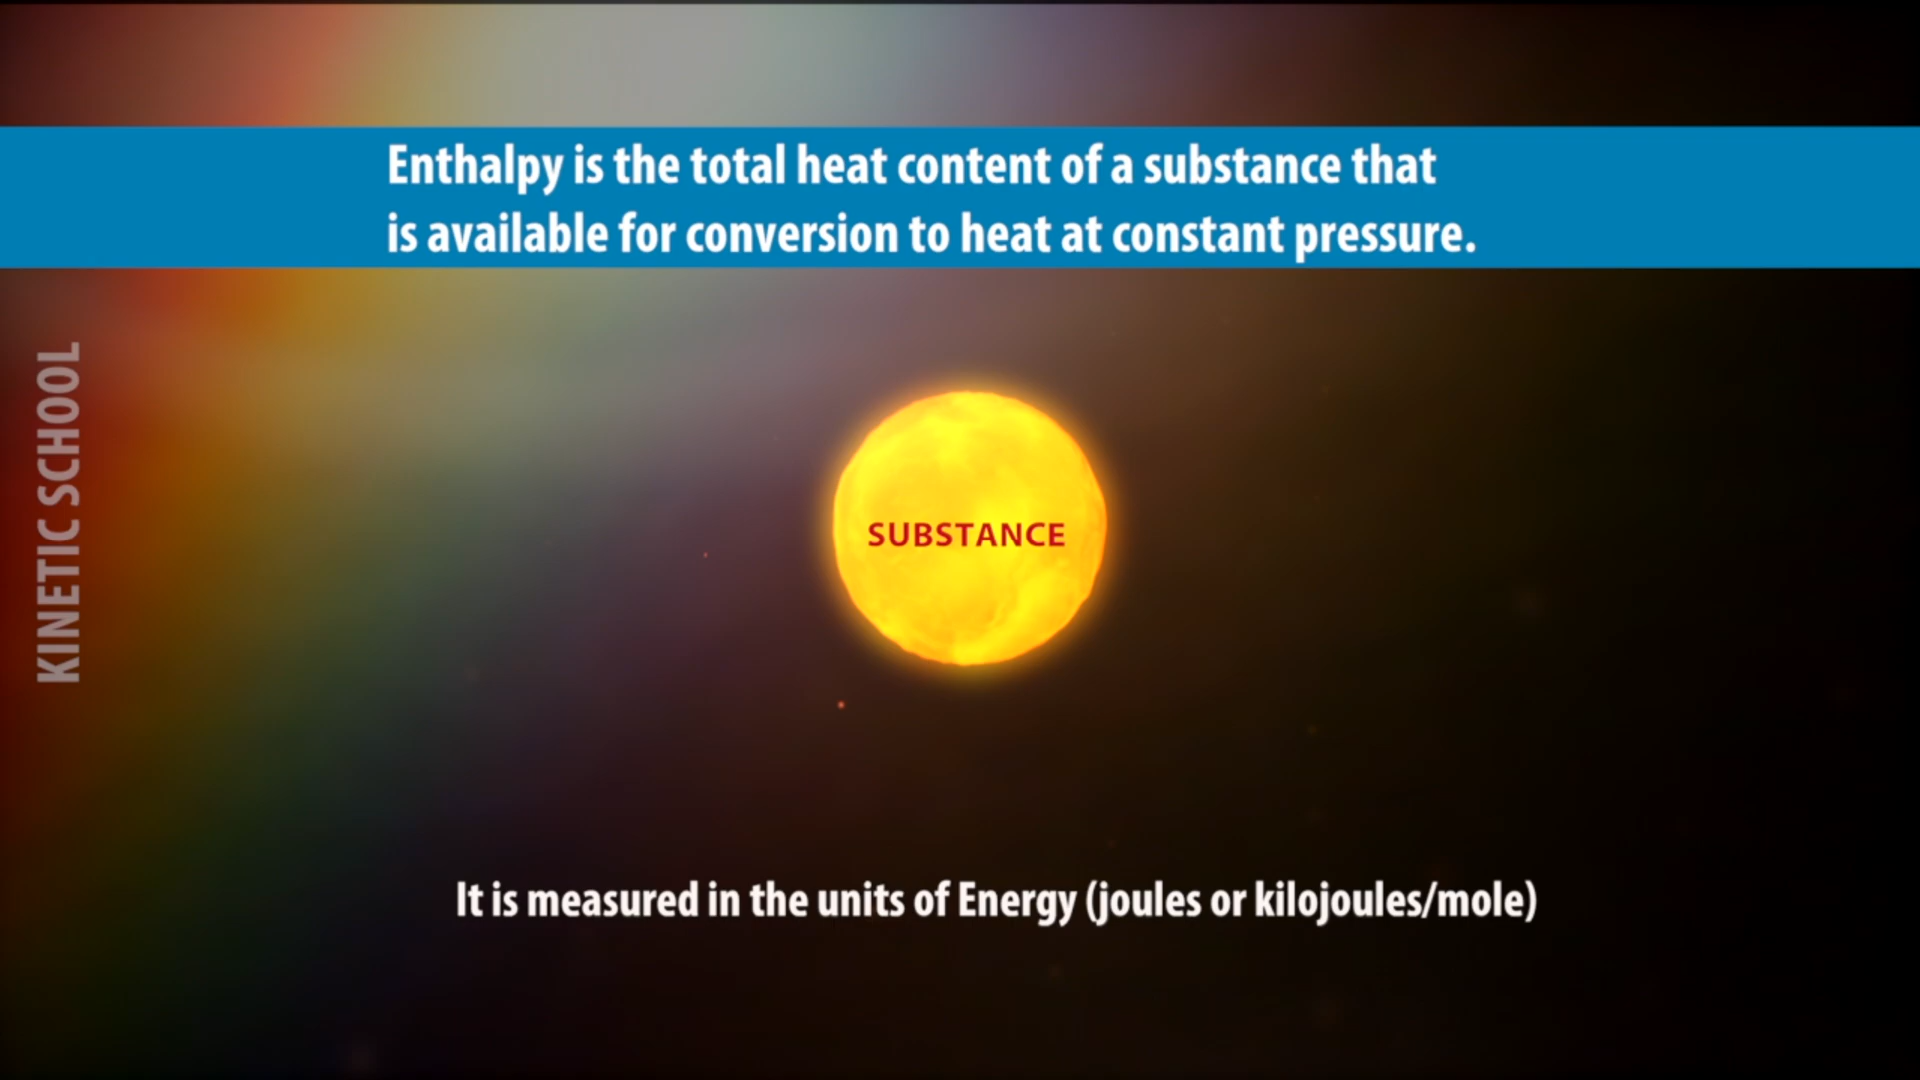 Enthalpy is the total heat content of a substance that
is available for conversion to heat at constant pressure.
KINETIC SCHOOL
SUBSTANCE
It is measured in the units of Energy (joules or kilojoules/mole)